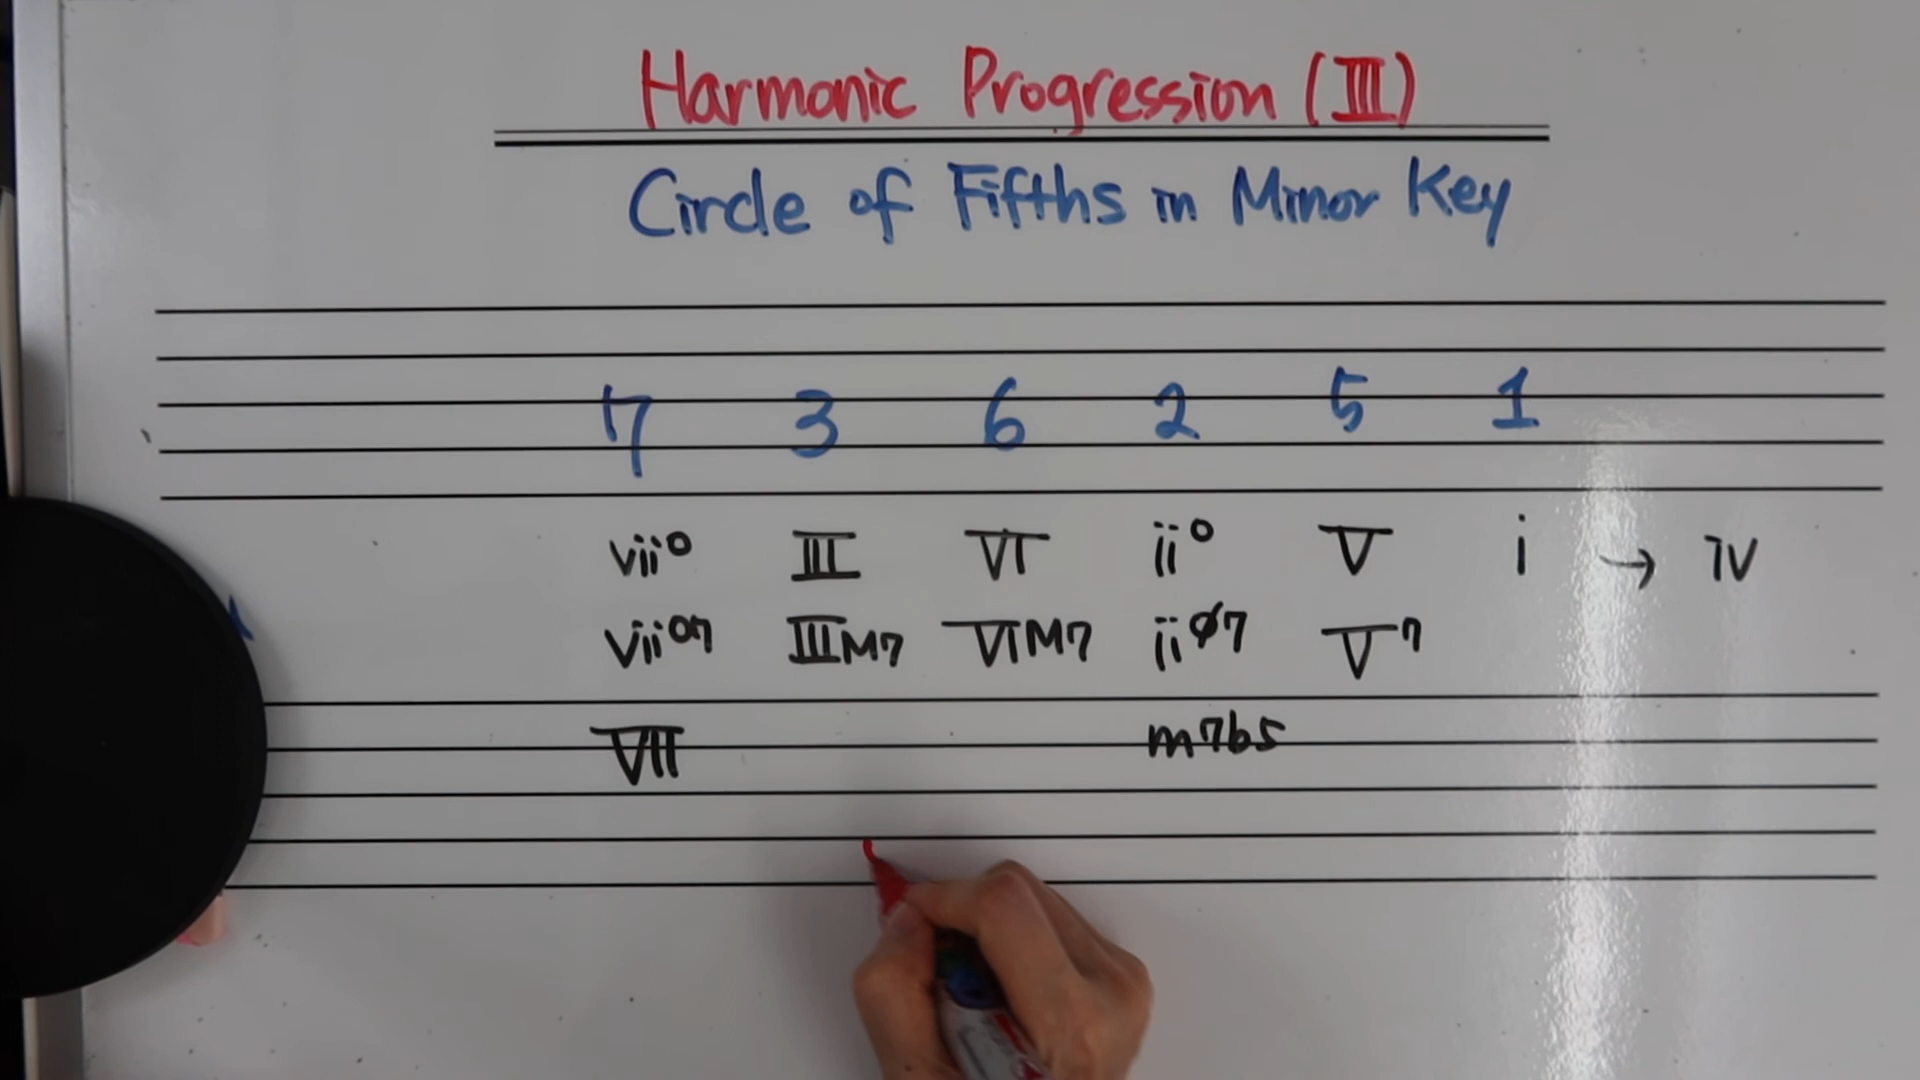 Harmonic Progression (III)
Circle of Fifths in Minor Key
7 3 6 2 5 1
vii° III VI ii° V i → iv
vii°7 IIIM7 VIM7 iiø7 V7
VII m7b5